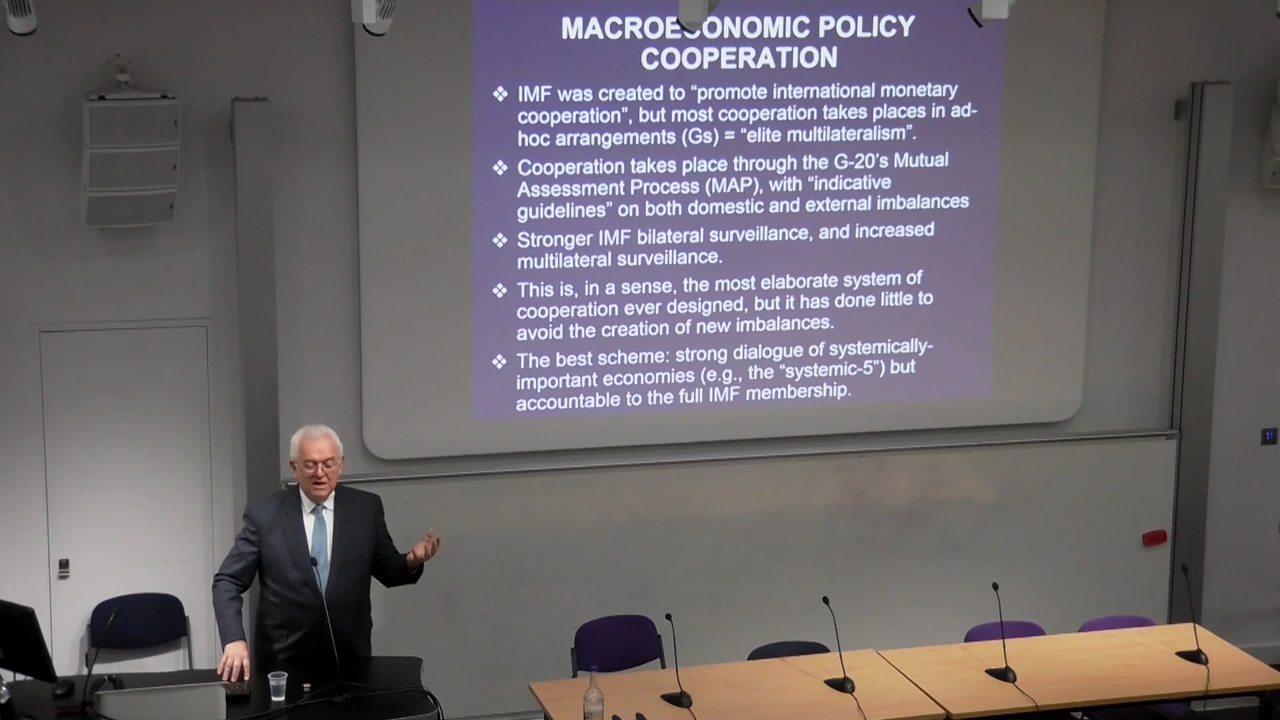 MACROECONOMIC POLICY
COOPERATION
❖ IMF was created to “promote international monetary
cooperation”, but most cooperation takes places in ad-
hoc arrangements (Gs) = “elite multilateralism”.
❖ Cooperation takes place through the G-20’s Mutual
Assessment Process (MAP), with “indicative
guidelines” on both domestic and external imbalances
❖ Stronger IMF bilateral surveillance, and increased
multilateral surveillance.
❖ This is, in a sense, the most elaborate system of
cooperation ever designed, but it has done little to
avoid the creation of new imbalances.
❖ The best scheme: strong dialogue of systemically-
important economies (e.g., the “systemic-5”) but
accountable to the full IMF membership.